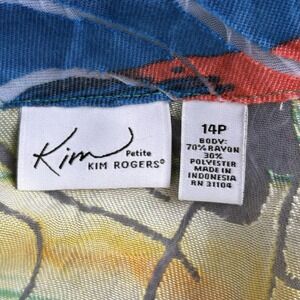 Kim
Petite
KIM ROGERS®
14P
BODY:
70% RAYON
30%
POLYESTER
MADE IN
INDONESIA
RN 31104